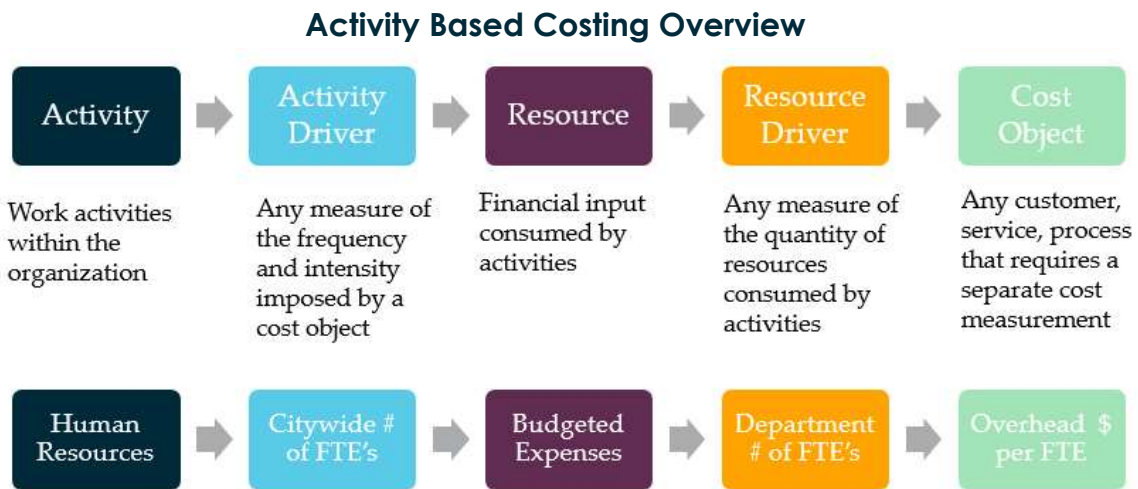 Activity Based Costing Overview
Activity
Activity
Driver
Resource
Resource
Driver
Cost
Object
Work activities
within the
organization
Any measure of
the frequency
and intensity
imposed by a
cost object
Financial input
consumed by
activities
Any measure of
the quantity of
resources
consumed by
activities
Any customer,
service, process
that requires a
separate cost
measurement
Human
Resources
Citywide #
of FTE's
Budgeted
Expenses
Department
# of FTE's
Overhead $
per FTE